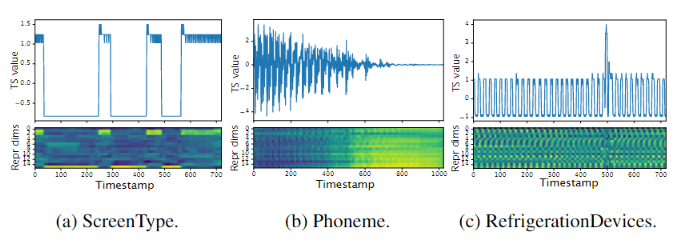 TS value
1.5
1.0
0.5
0.0
−0.5
Repr dims
0 100 200 300 400 500 600 700
Timestamp
(a) ScreenType.
TS value
2
0
−2
−4
Repr dims
0 200 400 600 800 1000
Timestamp
(b) Phoneme.
TS value
4
3
2
1
0
−1
Repr dims
0 100 200 300 400 500 600 700
Timestamp
(c) RefrigerationDevices.